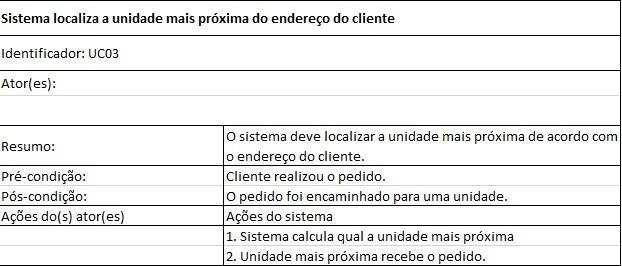 Sistema localiza a unidade mais próxima do endereço do cliente
Identificador: UC03
Ator(es):
Resumo:
O sistema deve localizar a unidade mais próxima de acordo com
o endereço do cliente.
Pré-condição:
Cliente realizou o pedido.
Pós-condição:
O pedido foi encaminhado para uma unidade.
Ações do(s) ator(es)
Ações do sistema
1. Sistema calcula qual a unidade mais próxima
2. Unidade mais próxima recebe o pedido.